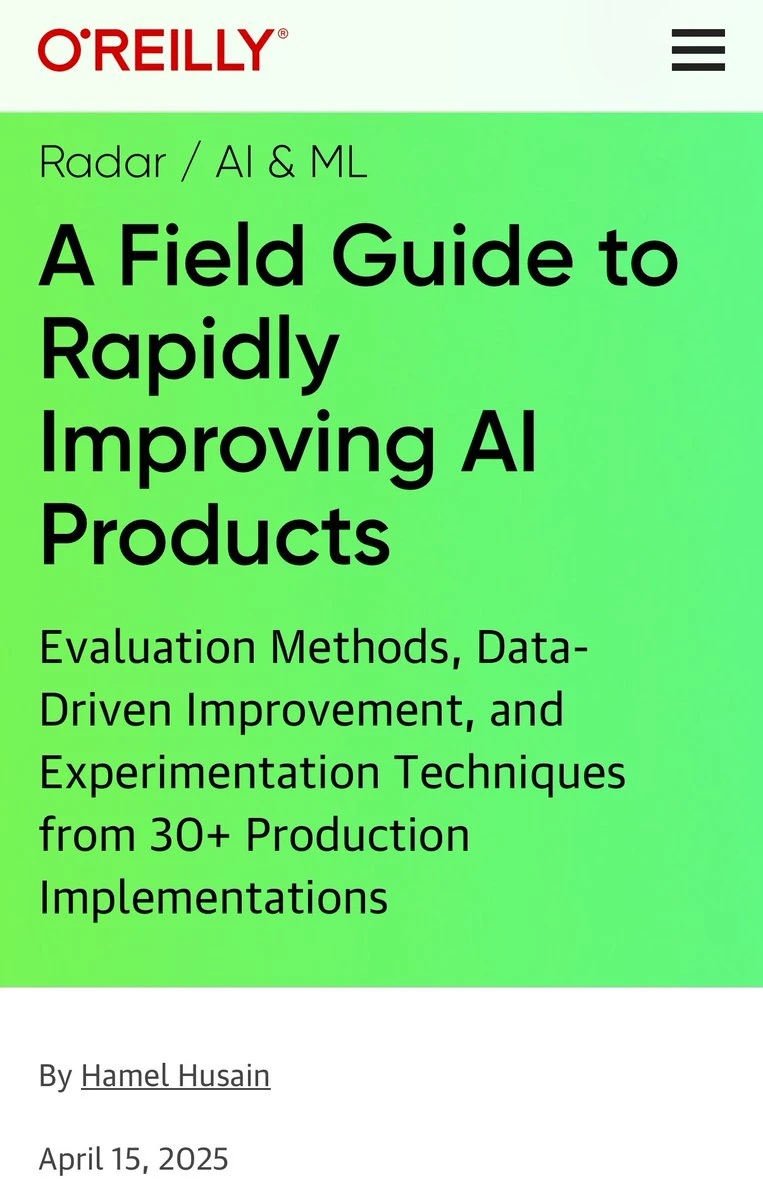 O'REILLY®
Radar / AI & ML
A Field Guide to
Rapidly
Improving AI
Products
Evaluation Methods, Data-
Driven Improvement, and
Experimentation Techniques
from 30+ Production
Implementations
By Hamel Husain
April 15, 2025